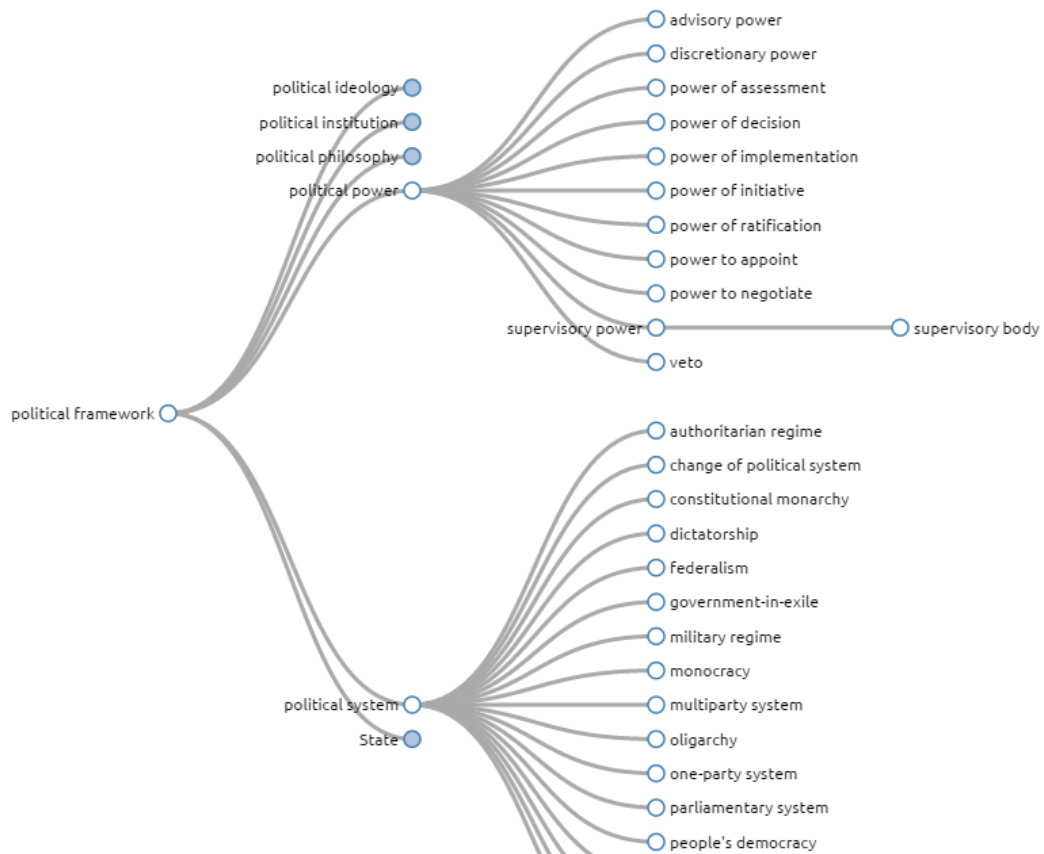 advisory power
discretionary power
political ideology
power of assessment
political institution
power of decision
political philosophy
power of implementation
political power
power of initiative
power of ratification
power to appoint
power to negotiate
supervisory power
supervisory body
veto
political framework
authoritarian regime
change of political system
constitutional monarchy
dictatorship
federalism
government-in-exile
military regime
monocracy
political system
multiparty system
State
oligarchy
one-party system
parliamentary system
people's democracy